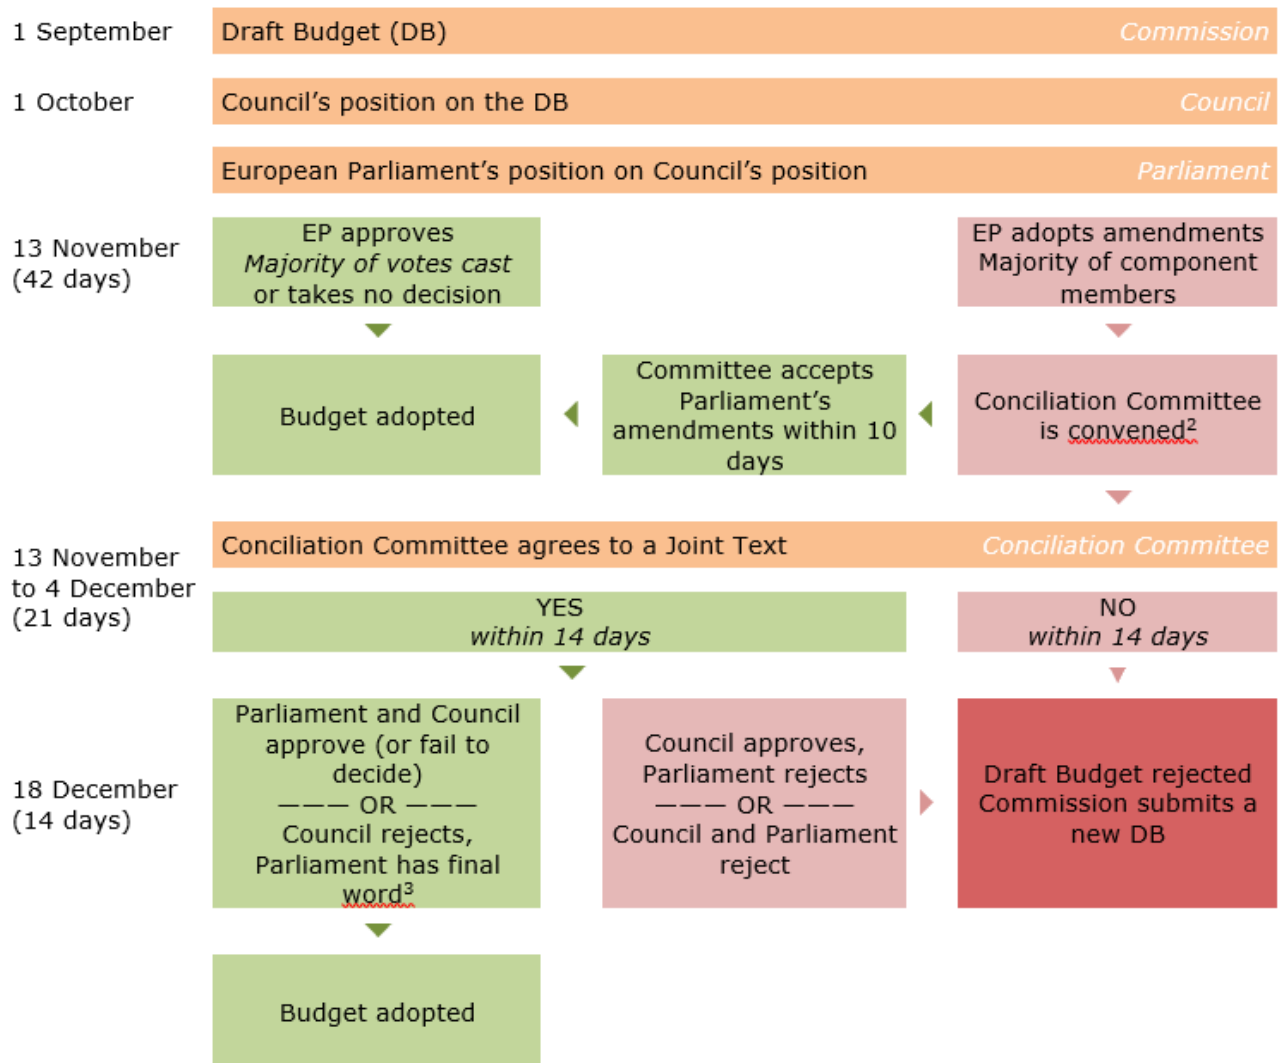 1 September
Draft Budget (DB)
Commission
1 October
Council’s position on the DB
Council
European Parliament’s position on Council’s position
Parliament
13 November
(42 days)
EP approves
Majority of votes cast
or takes no decision
EP adopts amendments
Majority of component
members
Budget adopted
Committee accepts
Parliament’s
amendments within 10
days
Conciliation Committee
is convened²
13 November
to 4 December
(21 days)
Conciliation Committee agrees to a Joint Text
Conciliation Committee
YES
within 14 days
NO
within 14 days
18 December
(14 days)
Parliament and Council
approve (or fail to
decide)
——— OR ———
Council rejects,
Parliament has final
word³
Council approves,
Parliament rejects
——— OR ———
Council and Parliament
reject
Draft Budget rejected
Commission submits a
new DB
Budget adopted